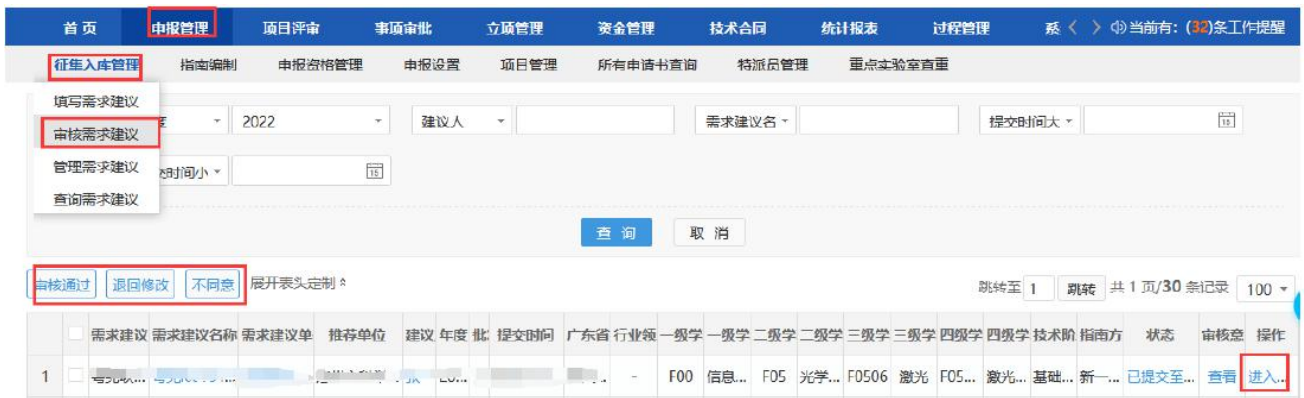 首页 申报管理 项目评审 事项审批 立项管理 资金管理 技术合同 统计报表 过程管理 系 当前有：(32)条工作提醒
征集入库管理 指南编制 申报资格管理 申报设置 项目管理 所有申请书查询 特派员管理 重点实验室查重
填写需求建议
2022 建议人 需求建议名 提交时间大
审核需求建议
管理需求建议 时间小
查询需求建议
查询 取消
审核通过 退回修改 不同意 展开表头定制 跳转至 1 跳转 共 1 页/30 条记录 100
需求建议 需求建议名称 需求建议单 推荐单位 建议 年度 批 提交时间 广东省 行业领 一级学 一级学 二级学 二级学 三级学 三级学 四级学 四级学 技术阶 指南方 状态 审核意 操作
1 - F00 信息... F05 光学... F0506 激光 F05... 激光... 基础... 新一... 已提交至... 查看 进入...